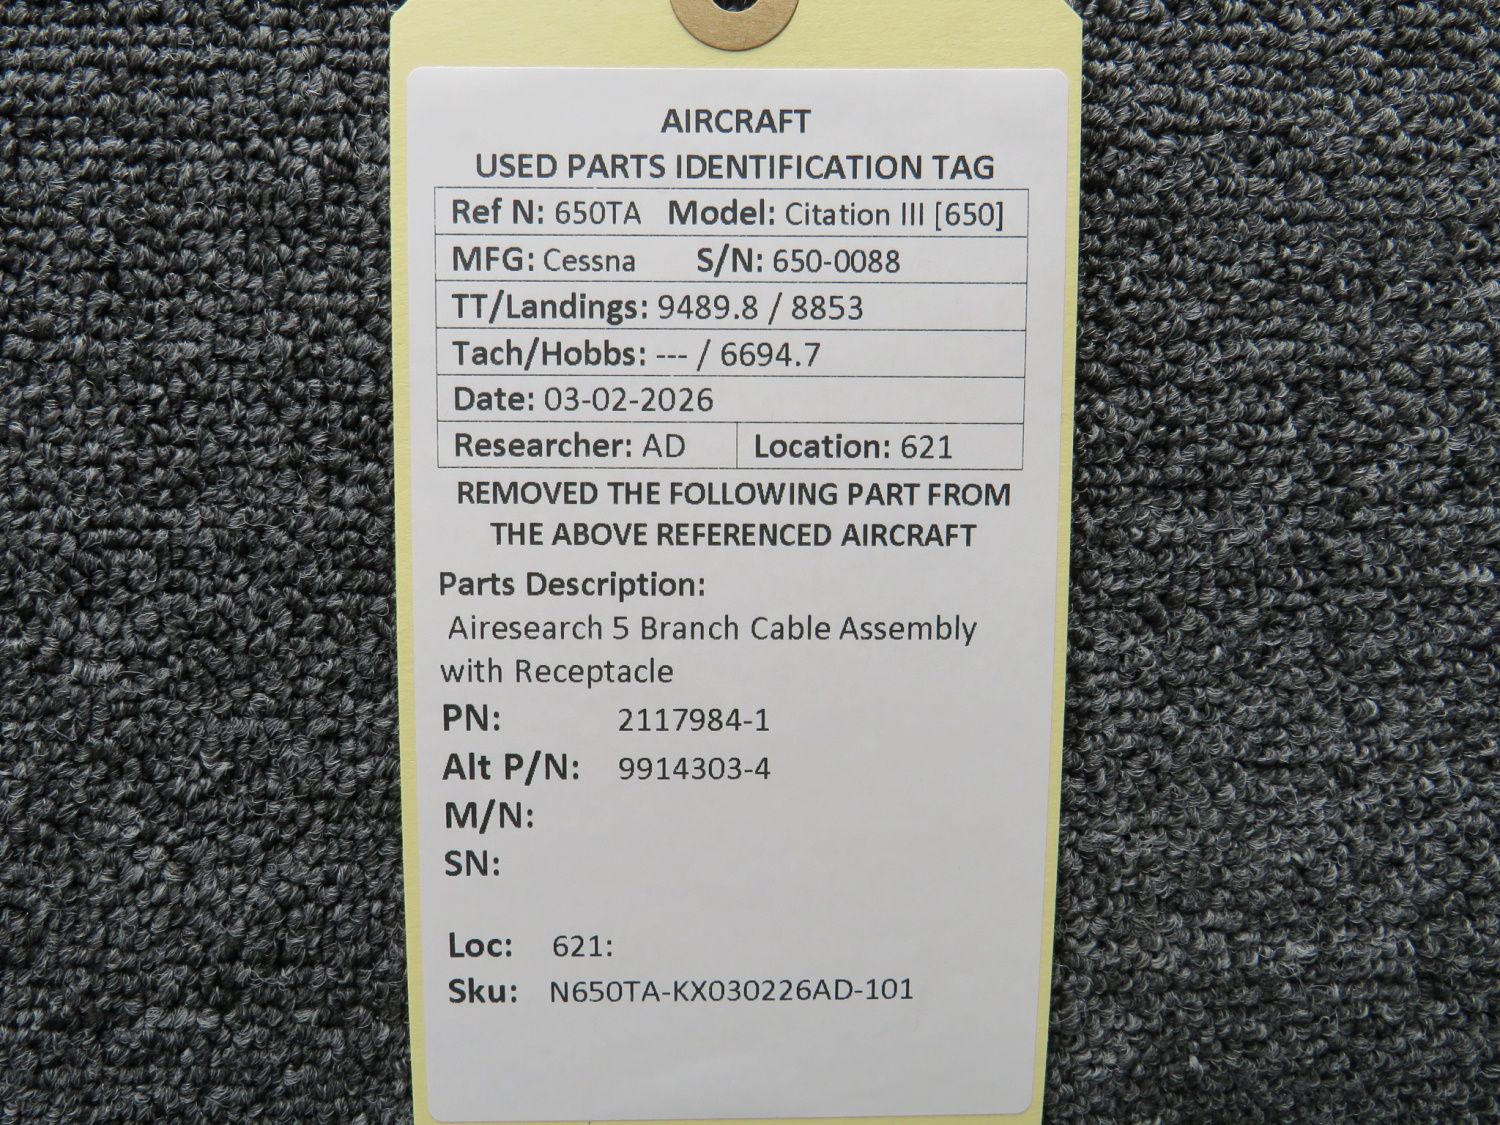 AIRCRAFT
USED PARTS IDENTIFICATION TAG
Ref N: 650TA Model: Citation III [650]
MFG: Cessna S/N: 650-0088
TT/Landings: 9489.8 / 8853
Tach/Hobbs: --- / 6694.7
Date: 03-02-2026
Researcher: AD Location: 621
REMOVED THE FOLLOWING PART FROM
THE ABOVE REFERENCED AIRCRAFT
Parts Description:
Airesearch 5 Branch Cable Assembly
with Receptacle
PN: 2117984-1
Alt P/N: 9914303-4
M/N:
SN:
Loc: 621:
Sku: N650TA-KX030226AD-101